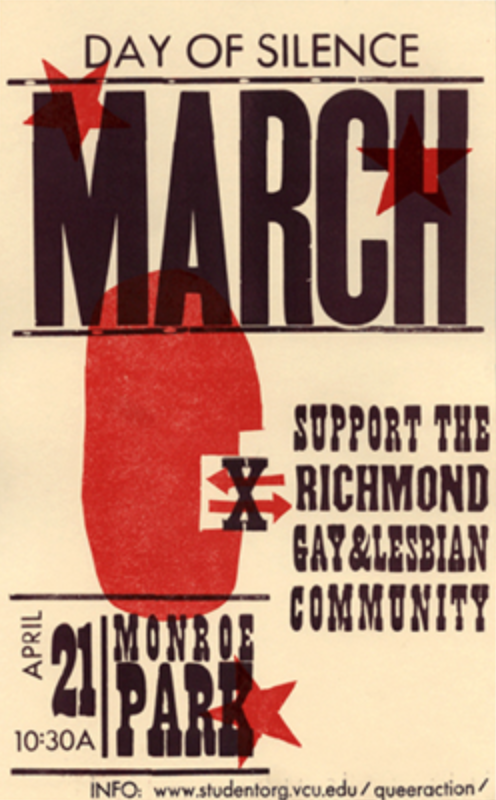 DAY OF SILENCE
MARCH
X
SUPPORT THE
RICHMOND
GAY & LESBIAN
COMMUNITY
APRIL
21
10:30A
MONROE
PARK
INFO: www.studentorg.vcu.edu/queeraction/